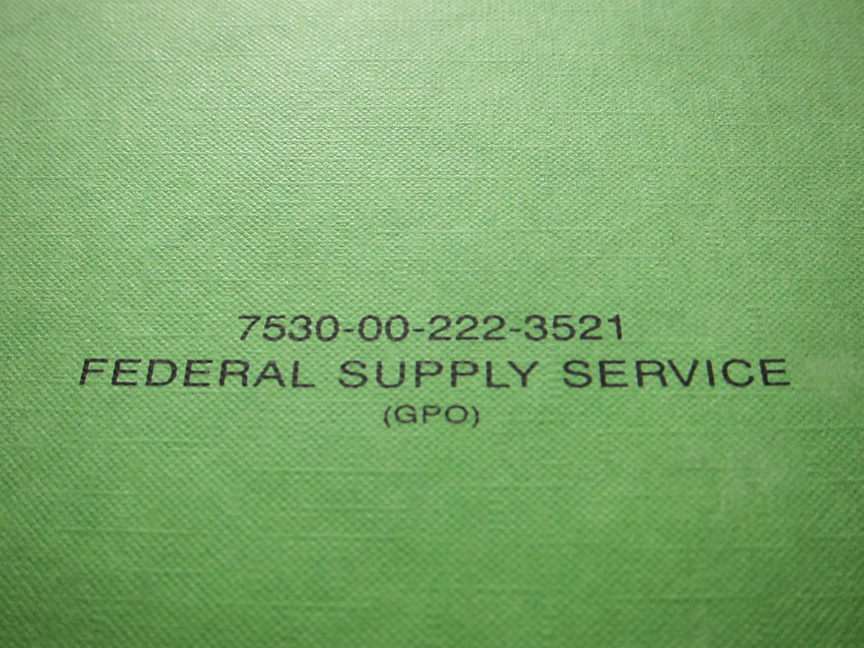 7530-00-222-3521
FEDERAL SUPPLY SERVICE
(GPO)